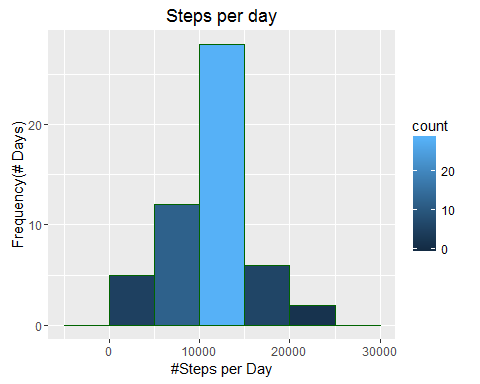 Steps per day
Frequency(# Days)
20
10
0
0 10000 20000 30000
#Steps per Day
count
20
10
0